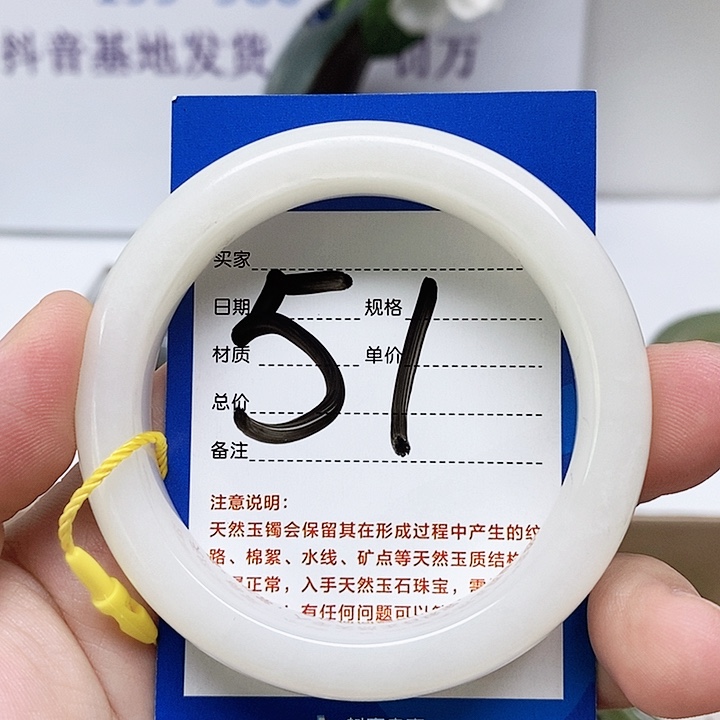 抖音基地发货
创万
买家
日期 规格
51
材质 单价
总价
备注
注意说明:
天然玉镯会保留其在形成过程中产生的纹
路、棉絮、水线、矿点等天然玉质结构
正常，入手天然玉石珠宝，需
有任何问题可以